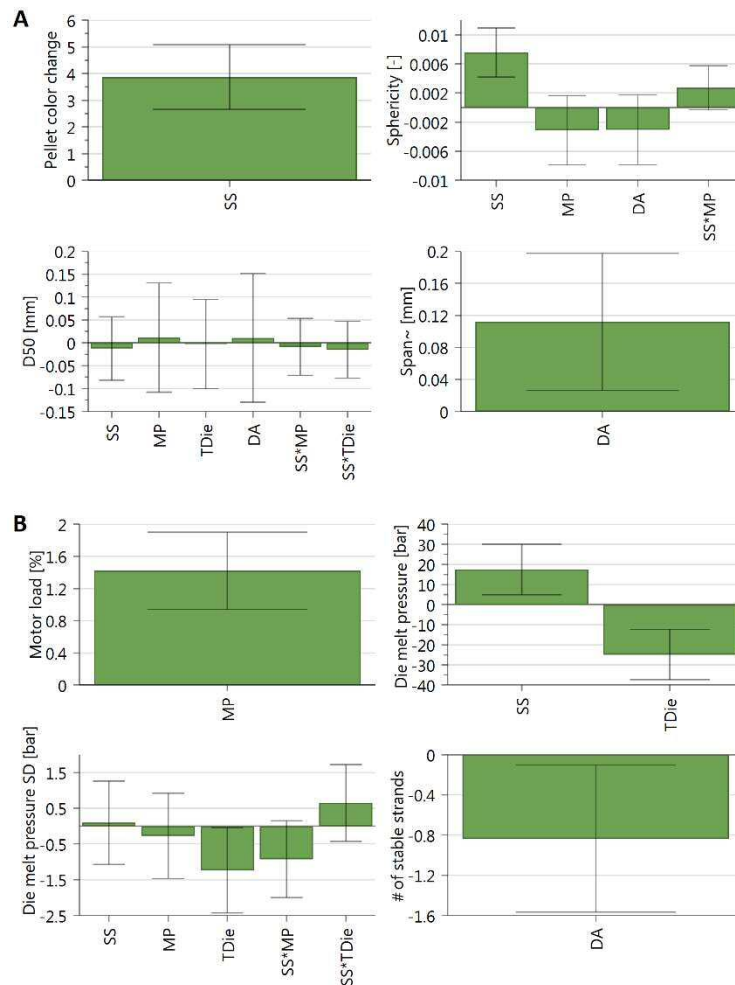 A
Pellet color change
6
5
4
3
2
1
0
SS
Sphericity [-]
0.01
0.006
0.002
-0.002
-0.006
-0.01
SS
MP
DA
SS*MP
D50 [mm]
0.2
0.15
0.1
0.05
0
-0.05
-0.1
-0.15
SS
MP
TDie
DA
SS*MP
SS*TDie
Span~ [mm]
0.2
0.16
0.12
0.08
0.04
0
DA
B
Motor load [%]
2
1.6
1.2
0.8
0.4
0
MP
Die melt pressure [bar]
40
30
20
10
0
-10
-20
-30
-40
SS
TDie
Die melt pressure SD [bar]
1.5
0.5
-0.5
-1.5
-2.5
SS
MP
TDie
SS*MP
SS*TDie
# of stable strands
0
-0.4
-0.8
-1.2
-1.6
DA